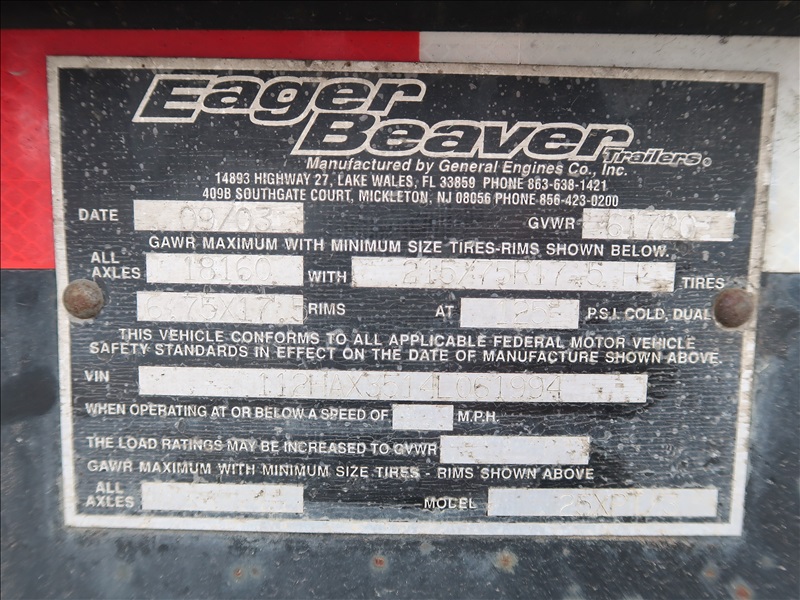 Eager
Beaver
Trailers
Manufactured by General Engines Co., Inc.
14893 HIGHWAY 27, LAKE WALES, FL 33859 PHONE 863-638-1421
409B SOUTHGATE COURT, MICKLETON, NJ 08056 PHONE 856-423-0200
DATE 09/03 GVWR 61720
GAWR MAXIMUM WITH MINIMUM SIZE TIRES-RIMS SHOWN BELOW.
ALL AXLES 18160 WITH TIRES
RIMS AT P.S.I. COLD, DUAL
THIS VEHICLE CONFORMS TO ALL APPLICABLE FEDERAL MOTOR VEHICLE
SAFETY STANDARDS IN EFFECT ON THE DATE OF MANUFACTURE SHOWN ABOVE
VIN
WHEN OPERATING AT OR BELOW A SPEED OF M.P.H.
THE LOAD RATINGS MAY BE INCREASED TO GVWR
GAWR MAXIMUM WITH MINIMUM SIZE TIRES - RIMS SHOWN ABOVE
ALL AXLES MODEL